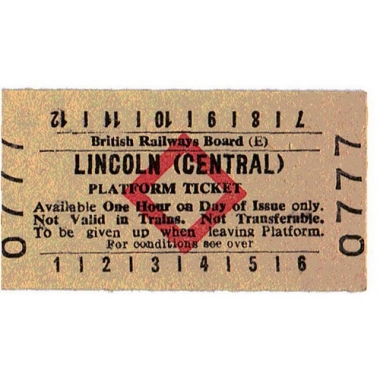 12 | 11 | 10 | 9 | 8 | 7
British Railways Board (E)
LINCOLN (CENTRAL)
PLATFORM TICKET
Available One Hour on Day of Issue only.
Not Valid in Trains. Not Transferable.
To be given up when leaving Platform.
For conditions see over
1 | 2 | 3 | 4 | 5 | 6
0777
0777